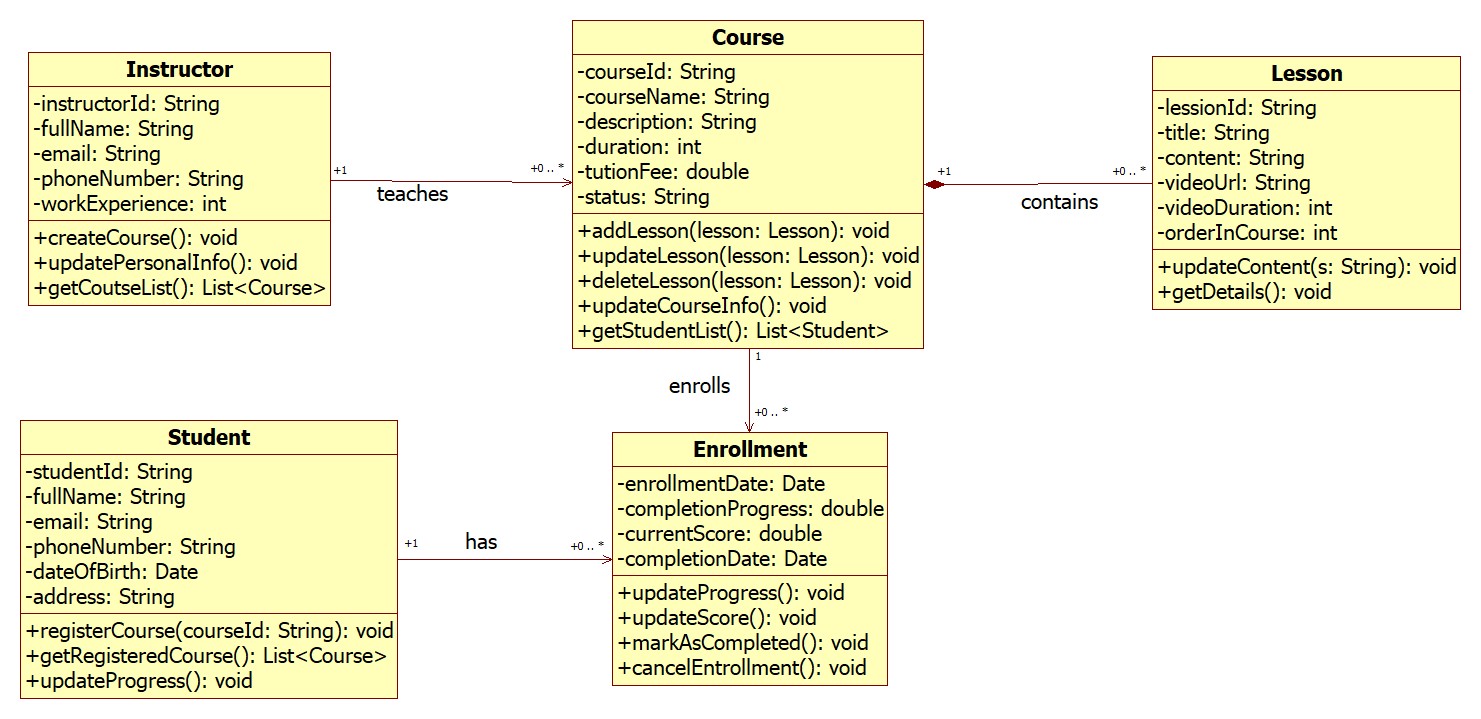 Instructor
-instructorId: String
-fullName: String
-email: String
-phoneNumber: String
-workExperience: int
+createCourse(): void
+updatePersonalInfo(): void
+getCoutseList(): List<Course>
+1
teaches
+0 .. *
Course
-courseId: String
-courseName: String
-description: String
-duration: int
-tutionFee: double
-status: String
+addLesson(lesson: Lesson): void
+updateLesson(lesson: Lesson): void
+deleteLesson(lesson: Lesson): void
+updateCourseInfo(): void
+getStudentList(): List<Student>
+1
contains
+0 .. *
Lesson
-lessionId: String
-title: String
-content: String
-videoUrl: String
-videoDuration: int
-orderInCourse: int
+updateContent(s: String): void
+getDetails(): void
1
enrolls
+0 .. *
Student
-studentId: String
-fullName: String
-email: String
-phoneNumber: String
-dateOfBirth: Date
-address: String
+registerCourse(courseId: String): void
+getRegisteredCourse(): List<Course>
+updateProgress(): void
+1
has
+0 .. *
Enrollment
-enrollmentDate: Date
-completionProgress: double
-currentScore: double
-completionDate: Date
+updateProgress(): void
+updateScore(): void
+markAsCompleted(): void
+cancelEntrollment(): void